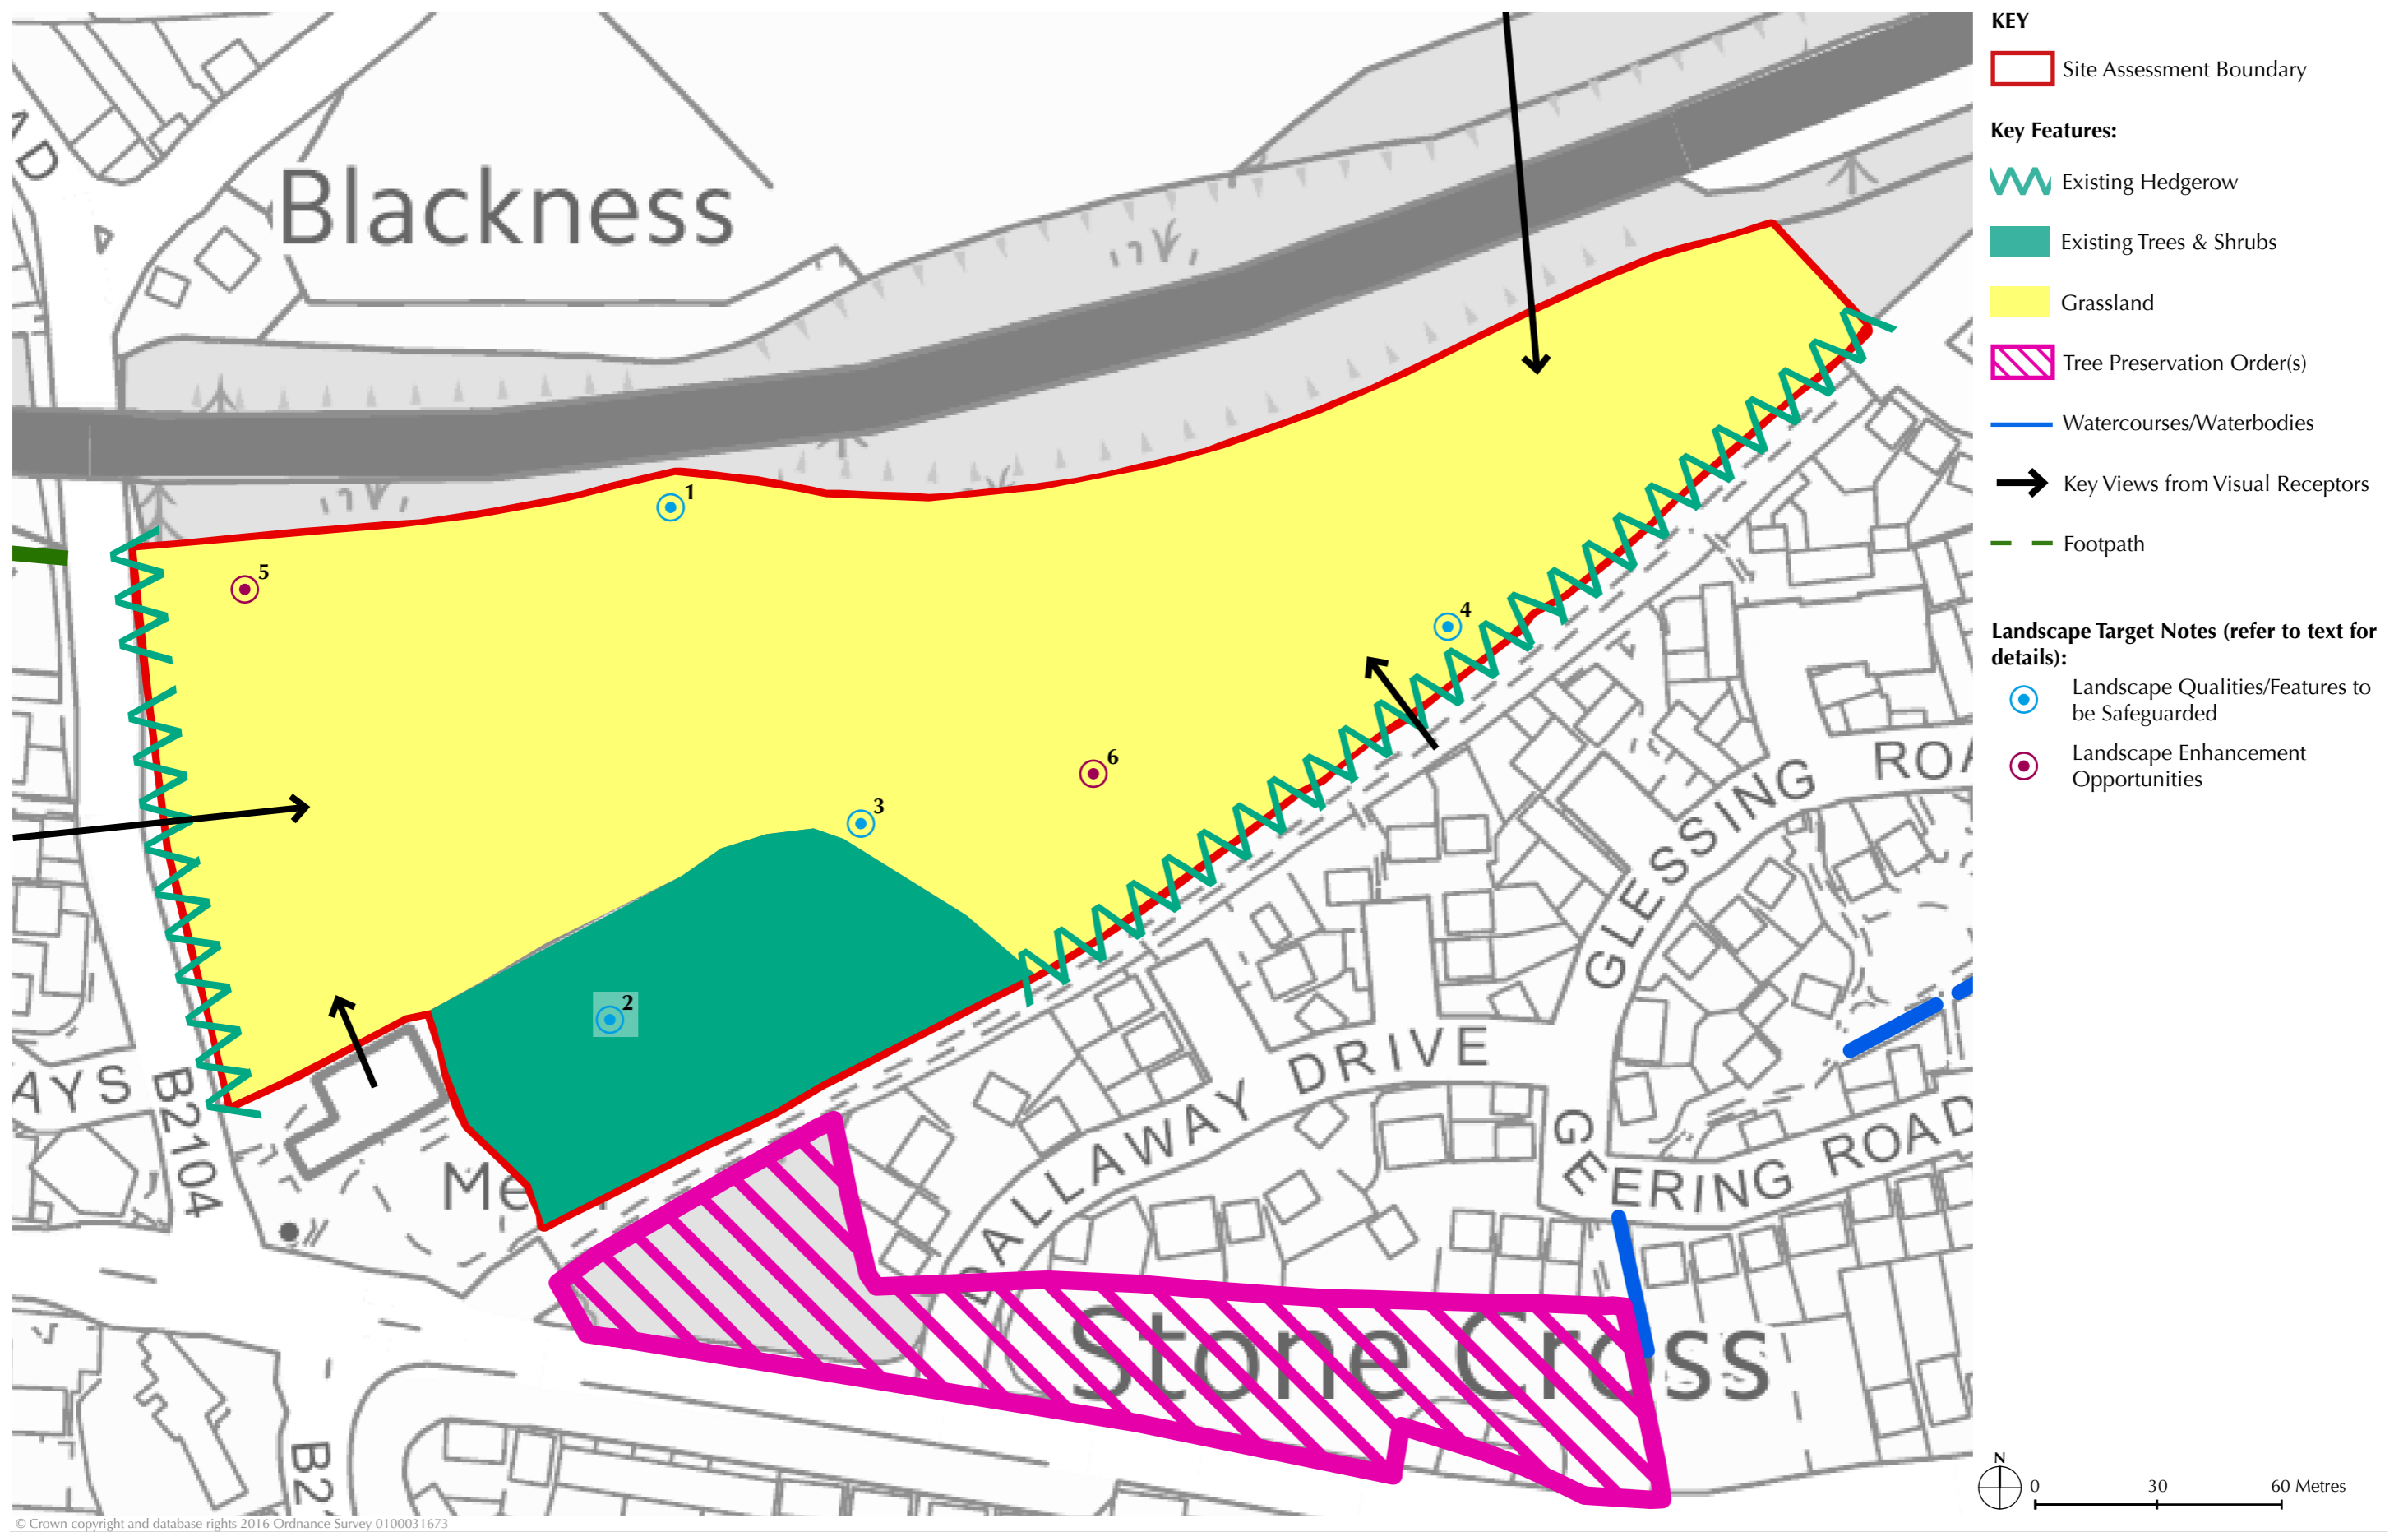 Blackness
1
5
4
6
3
2
AYS
B2104
GLESSING ROA
CALLAWAY DRIVE
GEERING ROAD
Stone Cross
KEY
Site Assessment Boundary
Key Features:
Existing Hedgerow
Existing Trees & Shrubs
Grassland
Tree Preservation Order(s)
Watercourses/Waterbodies
Key Views from Visual Receptors
Footpath
Landscape Target Notes (refer to text for
details):
Landscape Qualities/Features to
be Safeguarded
Landscape Enhancement
Opportunities
N
0 30 60 Metres
© Crown copyright and database rights 2016 Ordnance Survey 0100031673